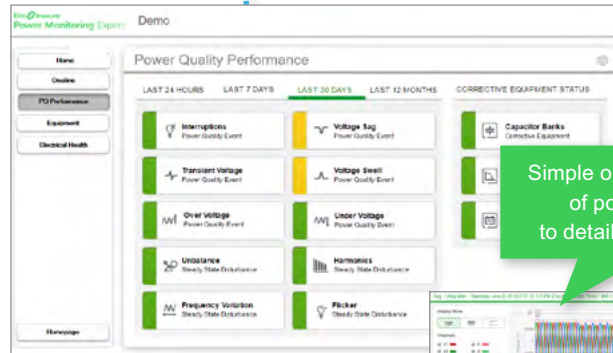 Power Monitoring Expert
Demo
Home
Oneline
PQ Performance
Equipment
Electrical Health
Homepage
Power Quality Performance
LAST 24 HOURS LAST 7 DAYS LAST 30 DAYS LAST 12 MONTHS CORRECTIVE EQUIPMENT STATUS
Interruptions
Power Quality Event
Voltage Sag
Power Quality Event
Capacitor Banks
Corrective Equipment
Transient Voltage
Power Quality Event
Voltage Swell
Power Quality Event
Over Voltage
Power Quality Event
Under Voltage
Power Quality Event
Unbalance
Steady State Disturbance
Harmonics
Steady State Disturbance
Frequency Variation
Steady State Disturbance
Flicker
Steady State Disturbance
Simple o
of po
to detail